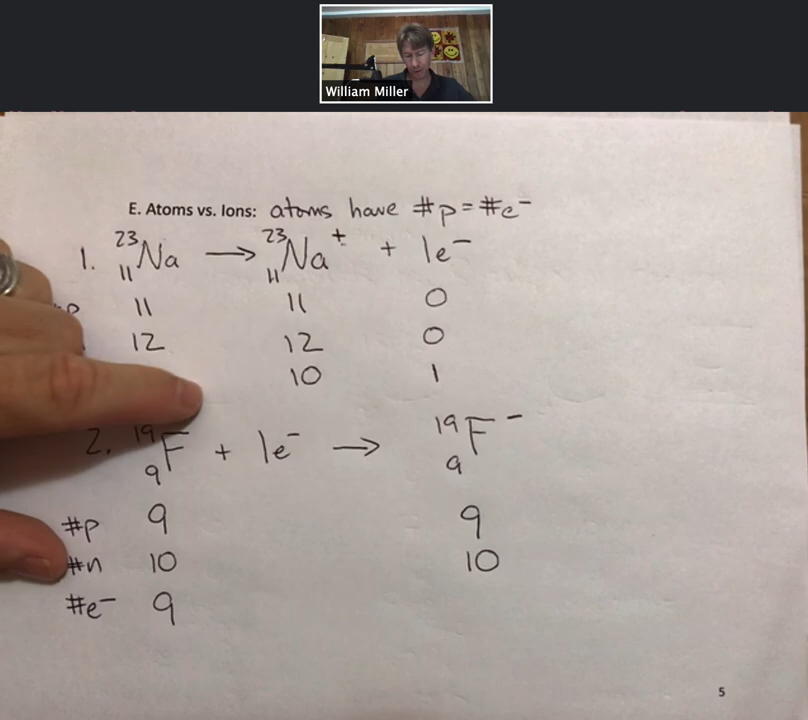 William Miller
E. Atoms vs. Ions: atoms have #p = #e⁻
1. ²³₁₁Na → ²³₁₁Na⁺ + 1e⁻
11 11 0
12 12 0
10 1
2. ¹⁹₉F + 1e⁻ → ¹⁹₉F⁻
#p 9 9
#n 10 10
#e⁻ 9
5